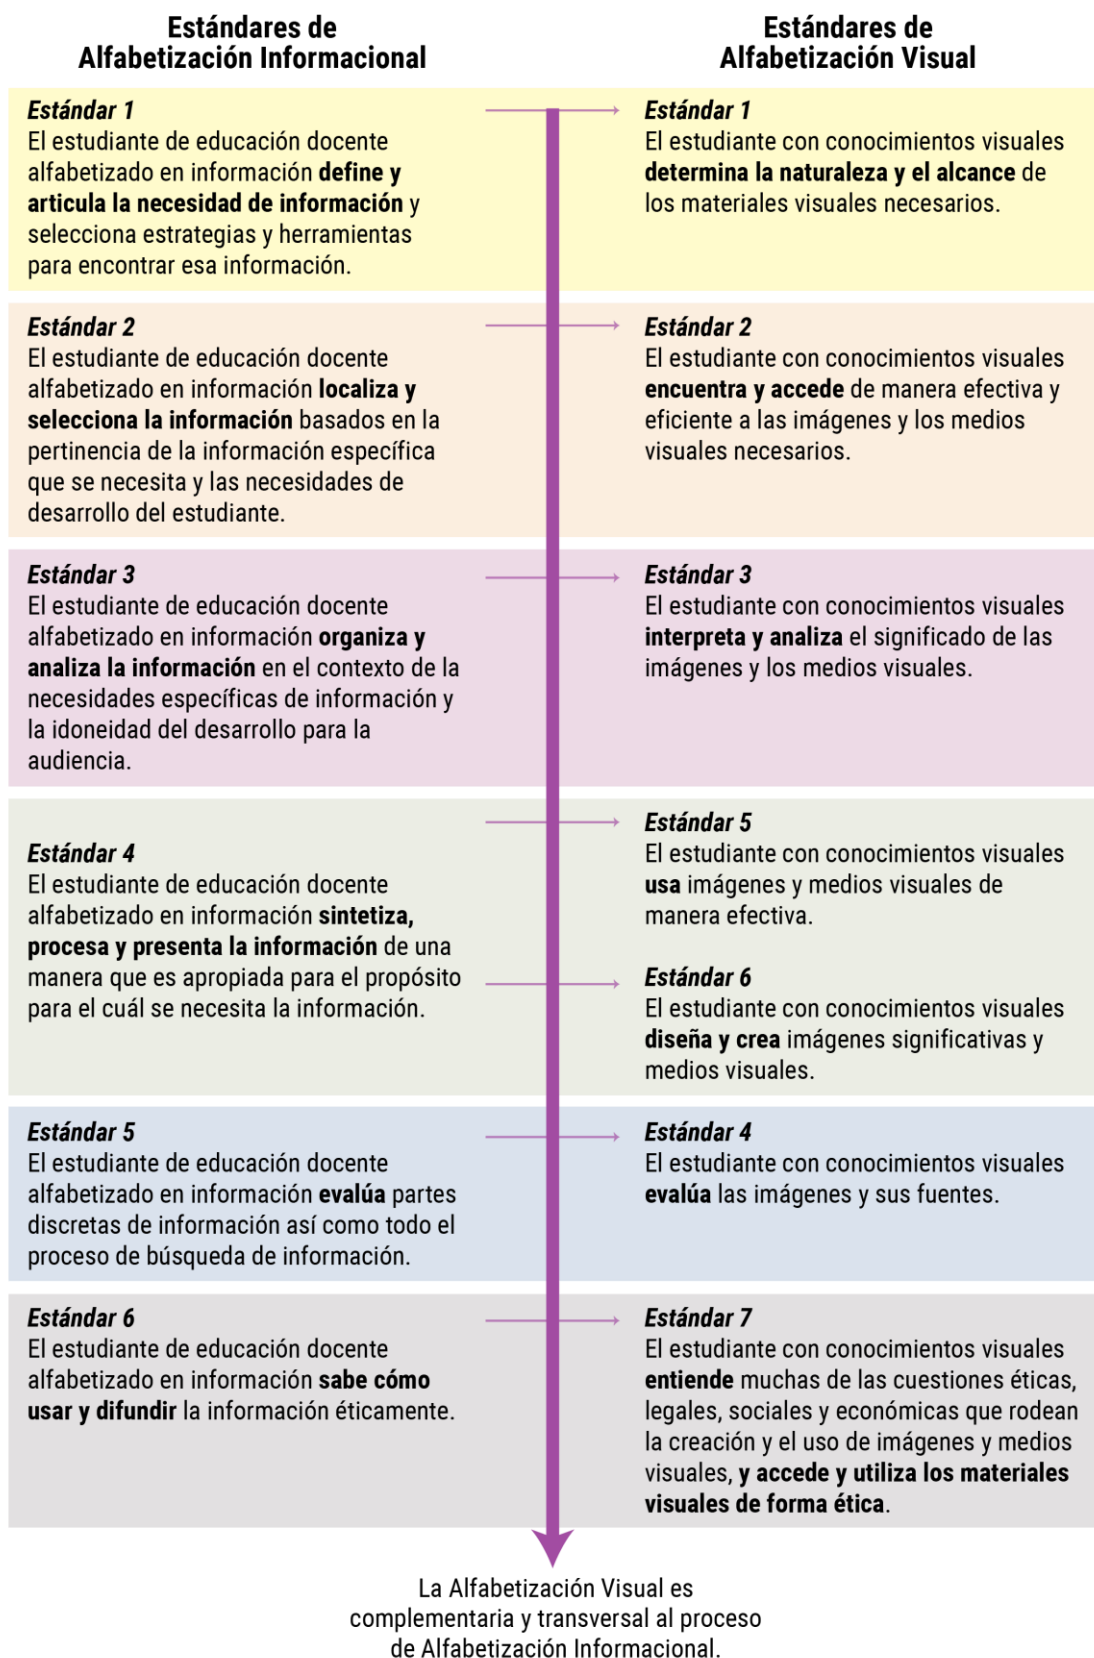 Estándares de
Alfabetización Informacional
Estándares de
Alfabetización Visual
Estándar 1
El estudiante de educación docente
alfabetizado en información define y
articula la necesidad de información y
selecciona estrategias y herramientas
para encontrar esa información.
Estándar 1
El estudiante con conocimientos visuales
determina la naturaleza y el alcance de
los materiales visuales necesarios.
Estándar 2
El estudiante de educación docente
alfabetizado en información localiza y
selecciona la información basados en la
pertinencia de la información específica
que se necesita y las necesidades de
desarrollo del estudiante.
Estándar 2
El estudiante con conocimientos visuales
encuentra y accede de manera efectiva y
eficiente a las imágenes y los medios
visuales necesarios.
Estándar 3
El estudiante de educación docente
alfabetizado en información organiza y
analiza la información en el contexto de la
necesidades específicas de información y
la idoneidad del desarrollo para la
audiencia.
Estándar 3
El estudiante con conocimientos visuales
interpreta y analiza el significado de las
imágenes y los medios visuales.
Estándar 4
El estudiante de educación docente
alfabetizado en información sintetiza,
procesa y presenta la información de una
manera que es apropiada para el propósito
para el cuál se necesita la información.
Estándar 5
El estudiante con conocimientos visuales
usa imágenes y medios visuales de
manera efectiva.
Estándar 6
El estudiante con conocimientos visuales
diseña y crea imágenes significativas y
medios visuales.
Estándar 5
El estudiante de educación docente
alfabetizado en información evalúa partes
discretas de información así como todo el
proceso de búsqueda de información.
Estándar 4
El estudiante con conocimientos visuales
evalúa las imágenes y sus fuentes.
Estándar 6
El estudiante de educación docente
alfabetizado en información sabe cómo
usar y difundir la información éticamente.
Estándar 7
El estudiante con conocimientos visuales
entiende muchas de las cuestiones éticas,
legales, sociales y económicas que rodean
la creación y el uso de imágenes y medios
visuales, y accede y utiliza los materiales
visuales de forma ética.
La Alfabetización Visual es
complementaria y transversal al proceso
de Alfabetización Informacional.